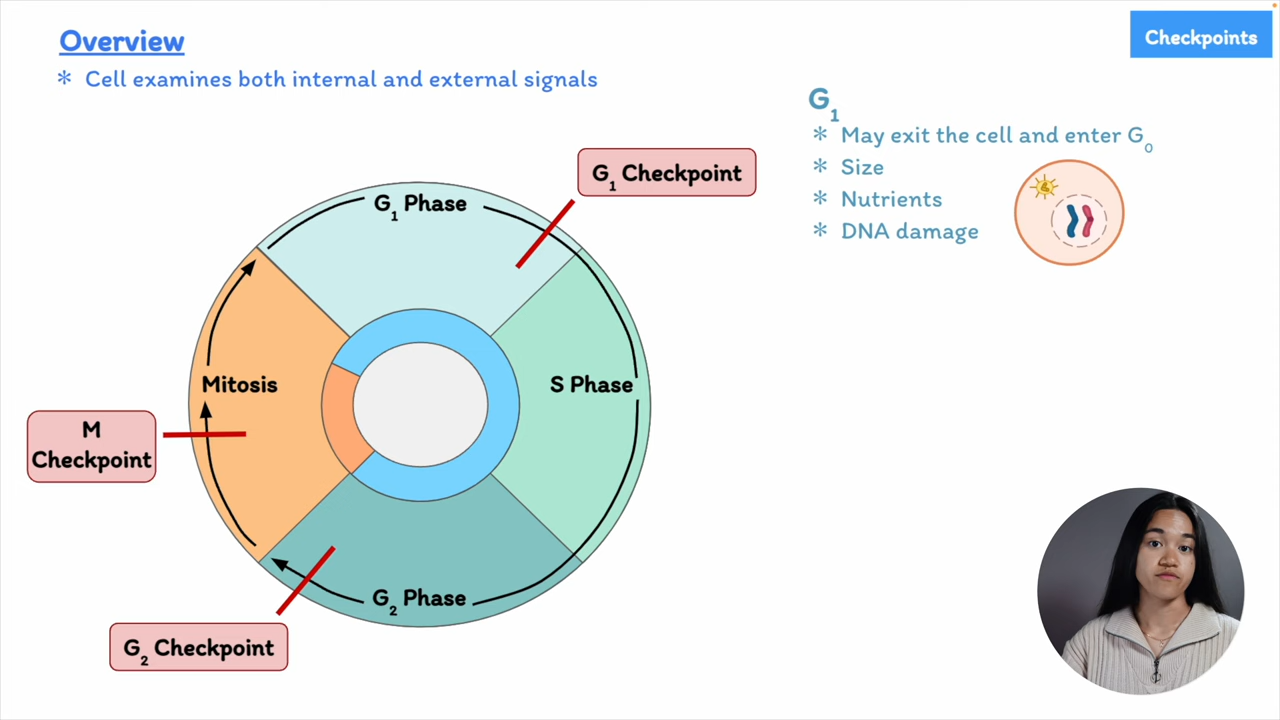 Overview
Checkpoints
* Cell examines both internal and external signals
G₁
* May exit the cell and enter G₀
* Size
* Nutrients
* DNA damage
G₁ Checkpoint
G₁ Phase
Mitosis
S Phase
M
Checkpoint
G₂ Phase
G₂ Checkpoint